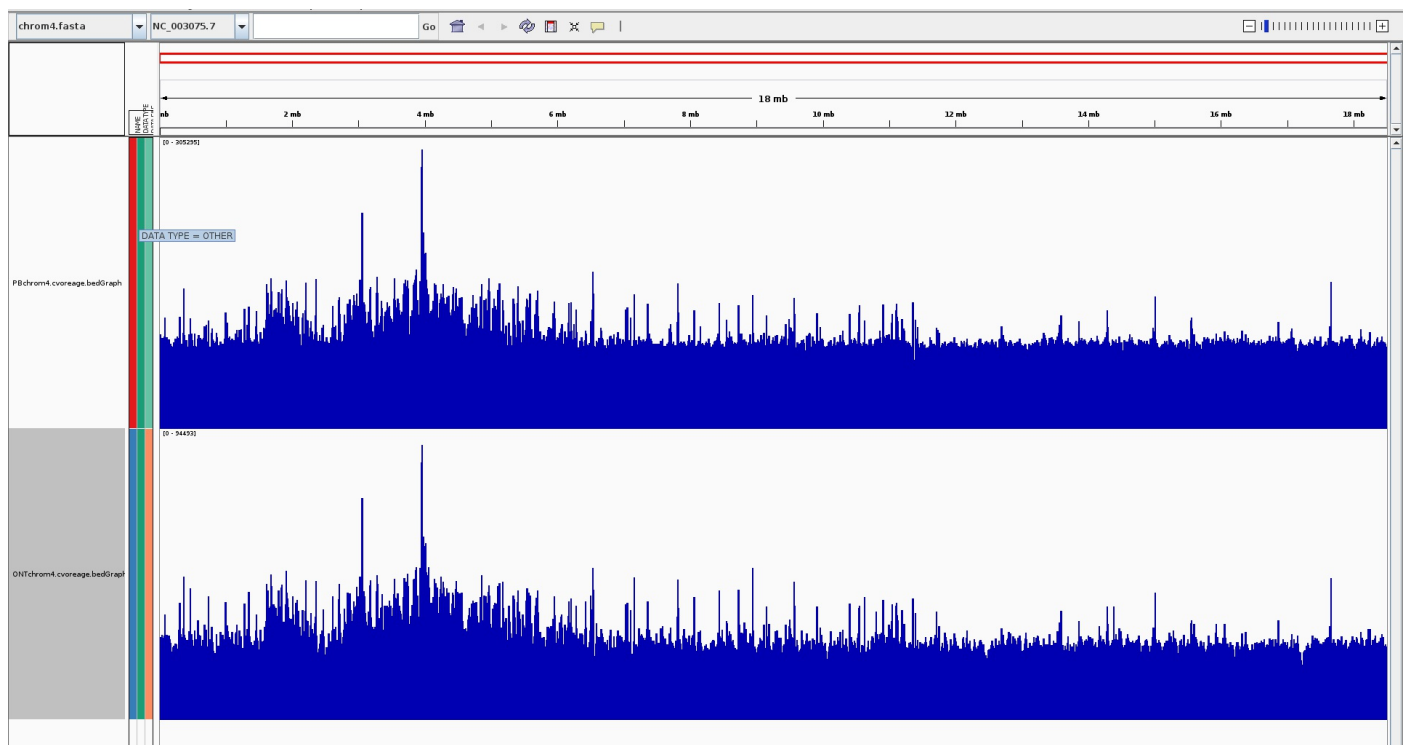 chrom4.fasta NC_003075.7 Go
18 mb
mb 2 mb 4 mb 6 mb 8 mb 10 mb 12 mb 14 mb 16 mb 18 mb
NAME
DATA TYPE
[0 - 305295]
DATA TYPE = OTHER
PBchrom4.cvoreage.bedGraph
[0 - 94493]
ONTchrom4.cvoreage.bedGraph